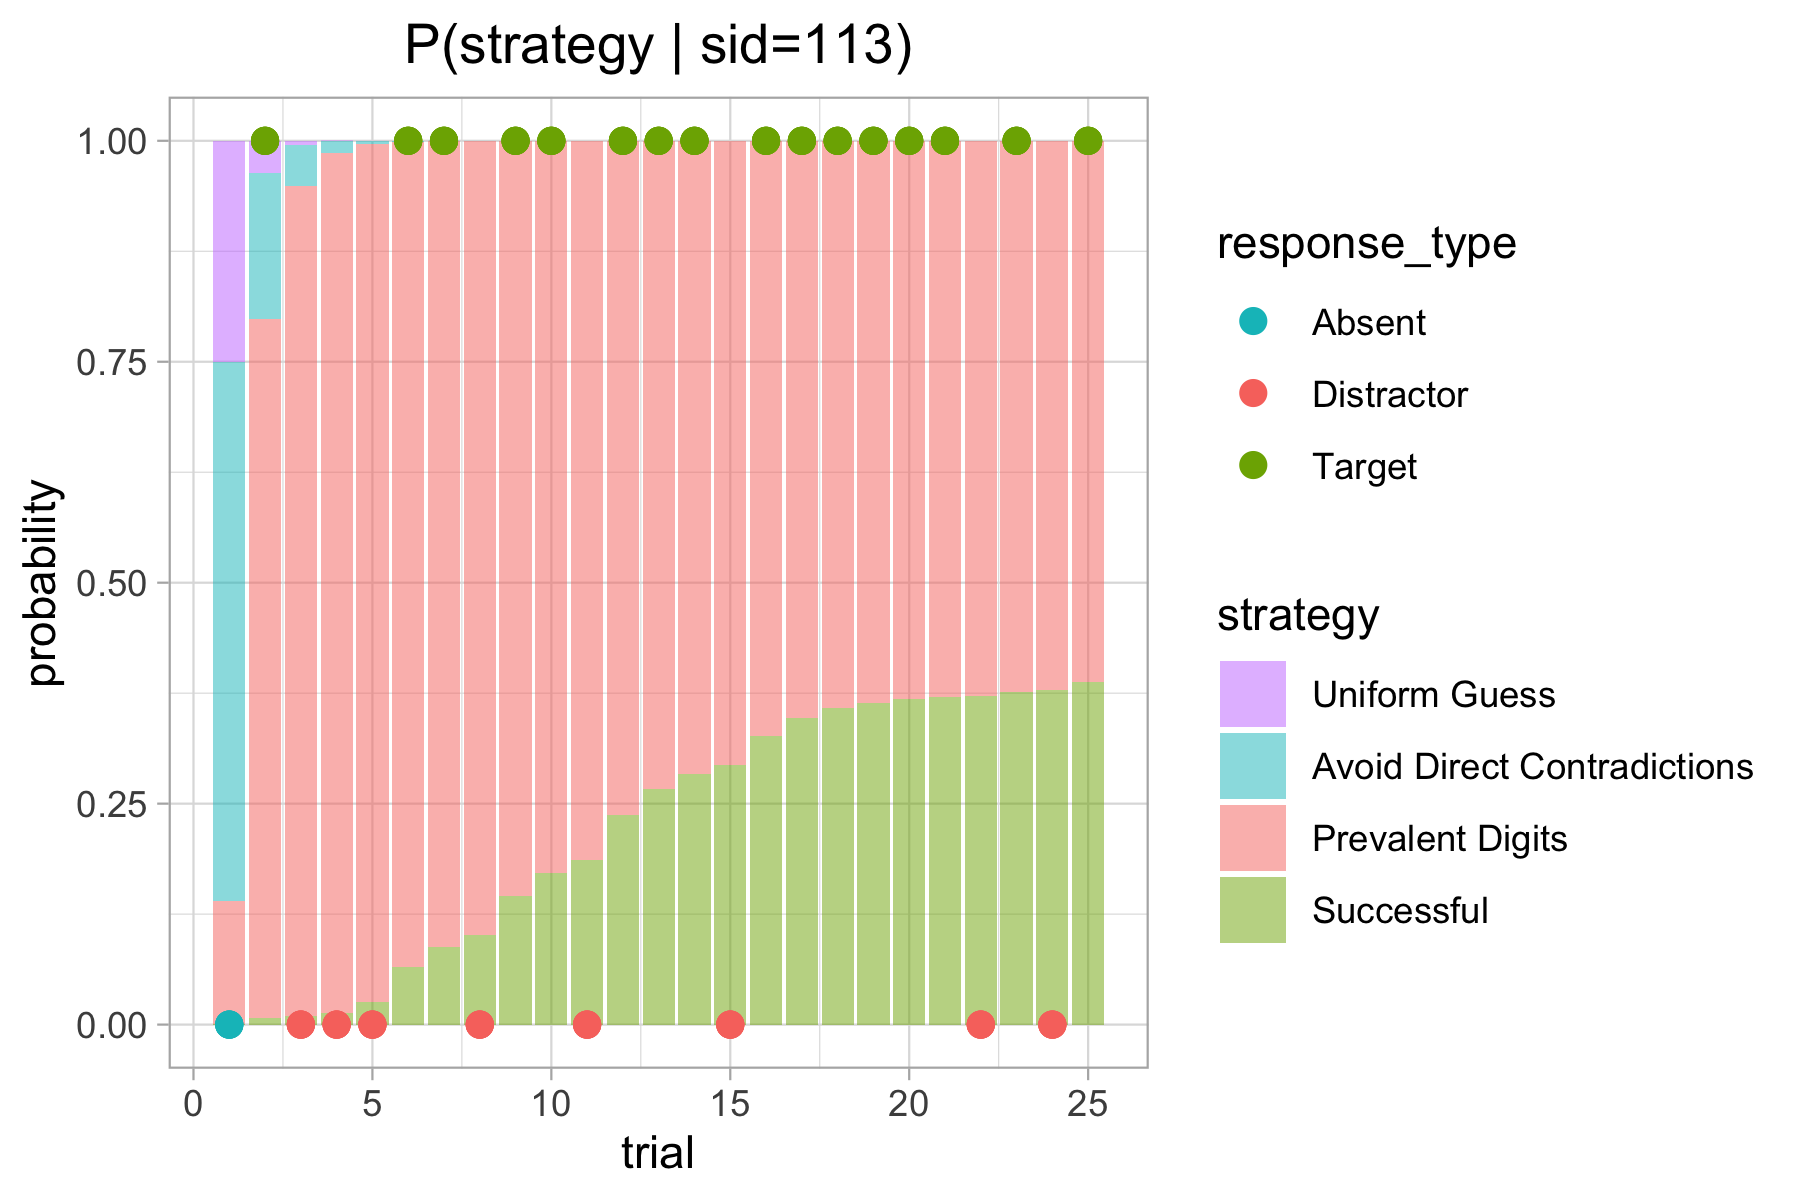 P(strategy | sid=113)
1.00
0.75
0.50
0.25
0.00
probability
0 5 10 15 20 25
trial
response_type
Absent
Distractor
Target
strategy
Uniform Guess
Avoid Direct Contradictions
Prevalent Digits
Successful